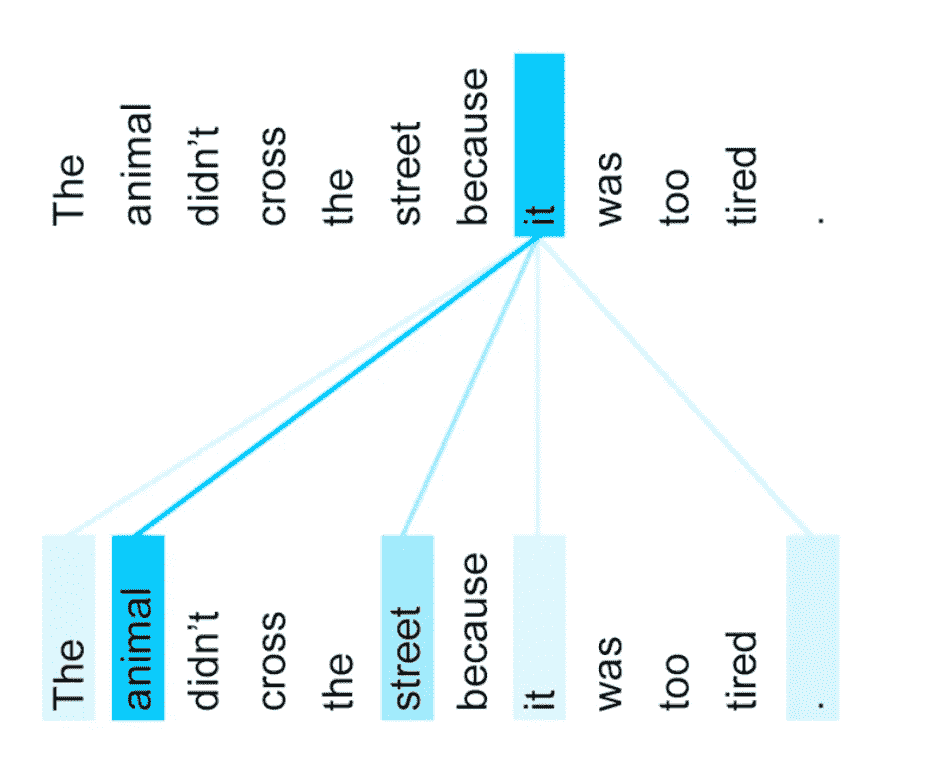 The animal didn’t cross the street because it was too tired .
The animal didn’t cross the street because it was too tired .